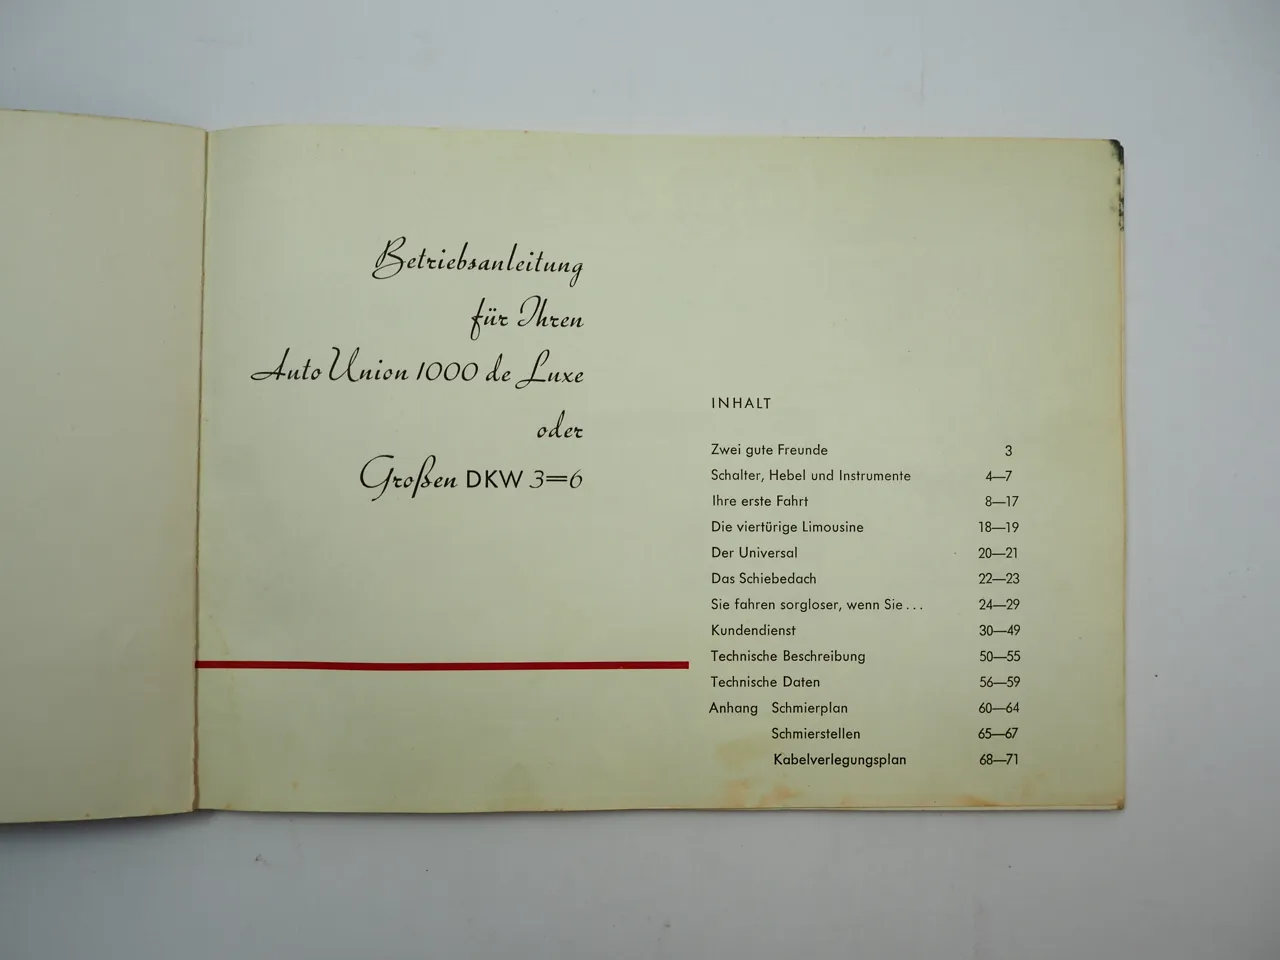 Betriebsanleitung
für Ihren
Auto Union 1000 de Luxe
oder
Großen DKW 3=6
INHALT
Zwei gute Freunde 3
Schalter, Hebel und Instrumente 4—7
Ihre erste Fahrt 8—17
Die viertürige Limousine 18—19
Der Universal 20—21
Das Schiebedach 22—23
Sie fahren sorgloser, wenn Sie ... 24—29
Kundendienst 30—49
Technische Beschreibung 50—55
Technische Daten 56—59
Anhang Schmierplan 60—64
Schmierstellen 65—67
Kabelverlegungsplan 68—71